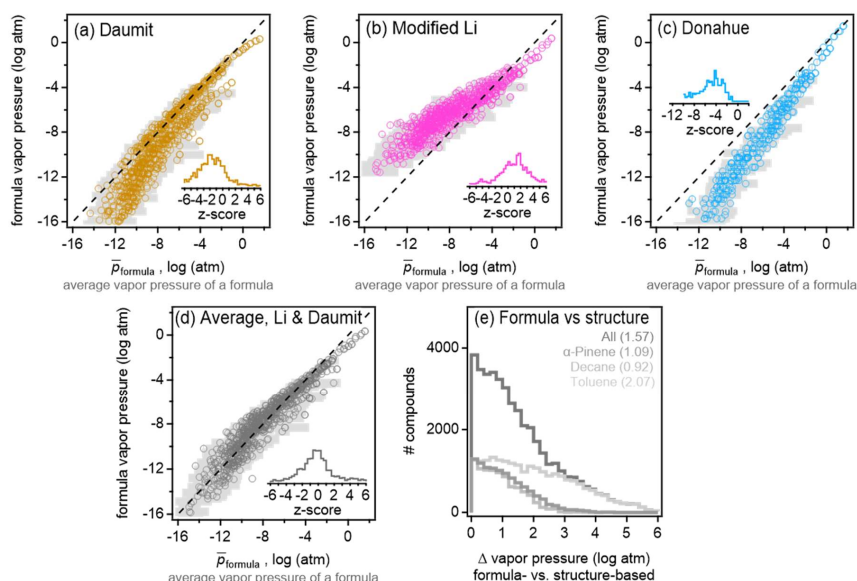 (a) Daumit
formula vapor pressure (log atm)
0
-4
-8
-12
-16
-6 -4 -2 0 2 4 6
z-score
-16 -12 -8 -4 0
p̅formula , log (atm)
average vapor pressure of a formula
(b) Modified Li
formula vapor pressure (log atm)
0
-4
-8
-12
-16
-6 -4 -2 0 2 4 6
z-score
-16 -12 -8 -4 0
p̅formula , log (atm)
average vapor pressure of a formula
(c) Donahue
formula vapor pressure (log atm)
0
-4
-8
-12
-16
-12 -8 -4 0
z-score
-16 -12 -8 -4 0
p̅formula , log (atm)
average vapor pressure of a formula
(d) Average, Li & Daumit
formula vapor pressure (log atm)
0
-4
-8
-12
-16
-6 -4 -2 0 2 4 6
z-score
-16 -12 -8 -4 0
p̅formula , log (atm)
average vapor pressure of a formula
(e) Formula vs structure
All (1.57)
α-Pinene (1.09)
Decane (0.92)
Toluene (2.07)
# compounds
4000
2000
0
0 1 2 3 4 5 6
Δ vapor pressure (log atm)
formula- vs. structure-based